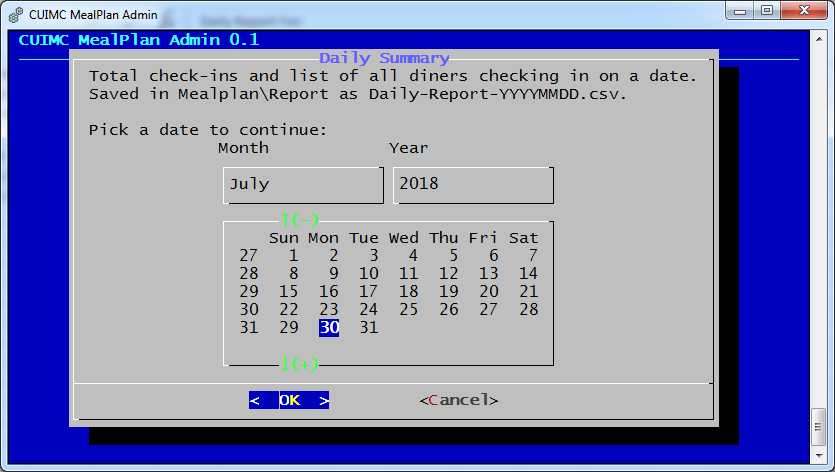 CUIMC MealPlan Admin
Daily Report For
CUIMC MealPlan Admin 0.1
Daily Summary
Total check-ins and list of all diners checking in on a date.
Saved in Mealplan\Report as Daily-Report-YYYYMMDD.csv.
Pick a date to continue:
Month Year
July 2018
↑(-)
Sun Mon Tue Wed Thu Fri Sat
27 1 2 3 4 5 6 7
28 8 9 10 11 12 13 14
29 15 16 17 18 19 20 21
30 22 23 24 25 26 27 28
31 29 30 31
↓(+)
< OK > <Cancel>